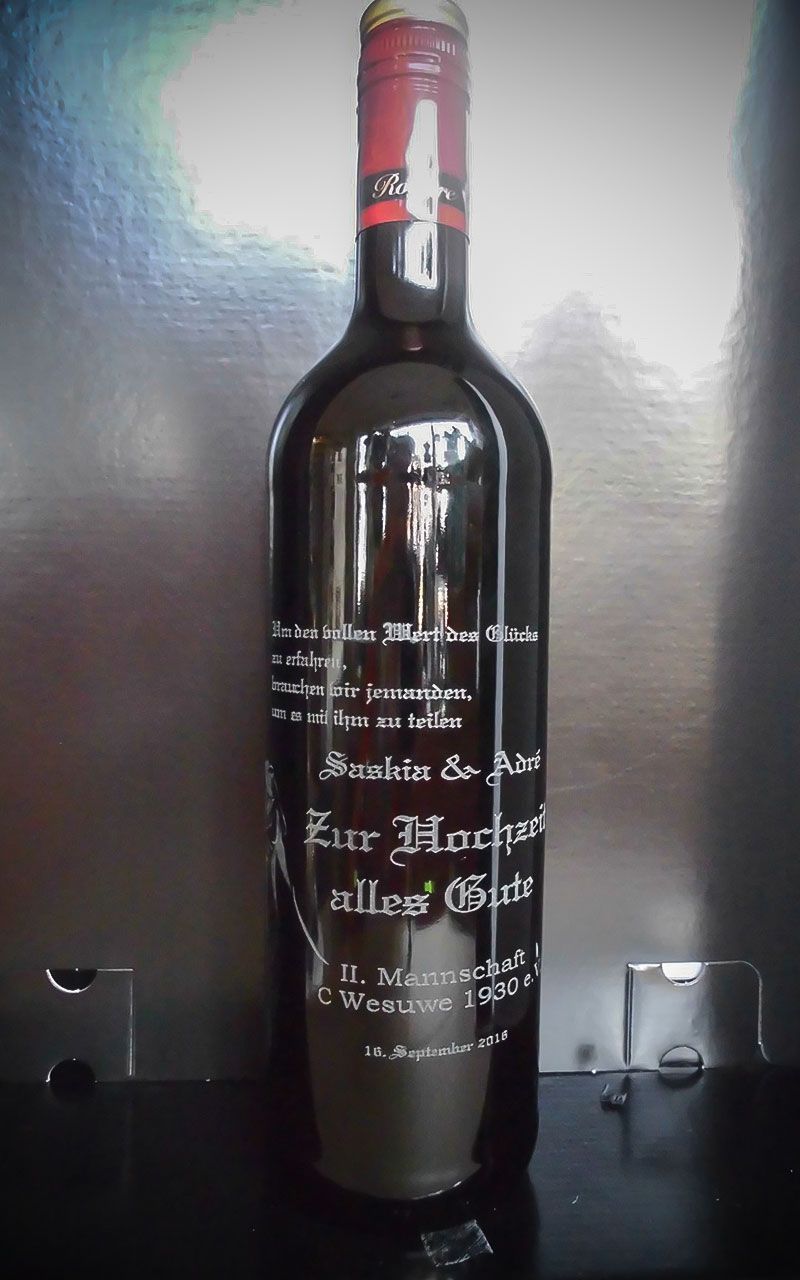 Um den vollen Wert des Glücks
zu erfahren,
brauchen wir jemanden,
um es mit ihm zu teilen
Saskia & Adré
Zur Hochzeit
alles Gute
II. Mannschaft
C Wesuwe 1930 e.V
16. September 2016